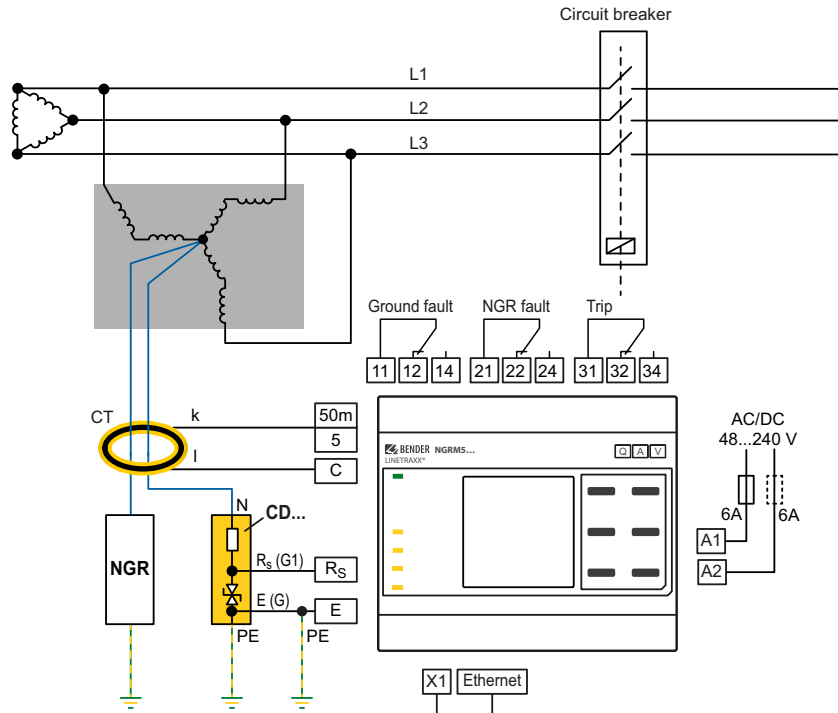 Circuit breaker
L1
L2
L3
Ground fault NGR fault Trip
11 12 14 21 22 24 31 32 34
CT
k
50m
5
l
C
BENDER NGRM5...
LINETRAXX®
Q A V
AC/DC
48...240 V
6A 6A
A1
A2
N
CD...
NGR
Rs (G1)
RS
E (G)
E
PE PE
X1 Ethernet